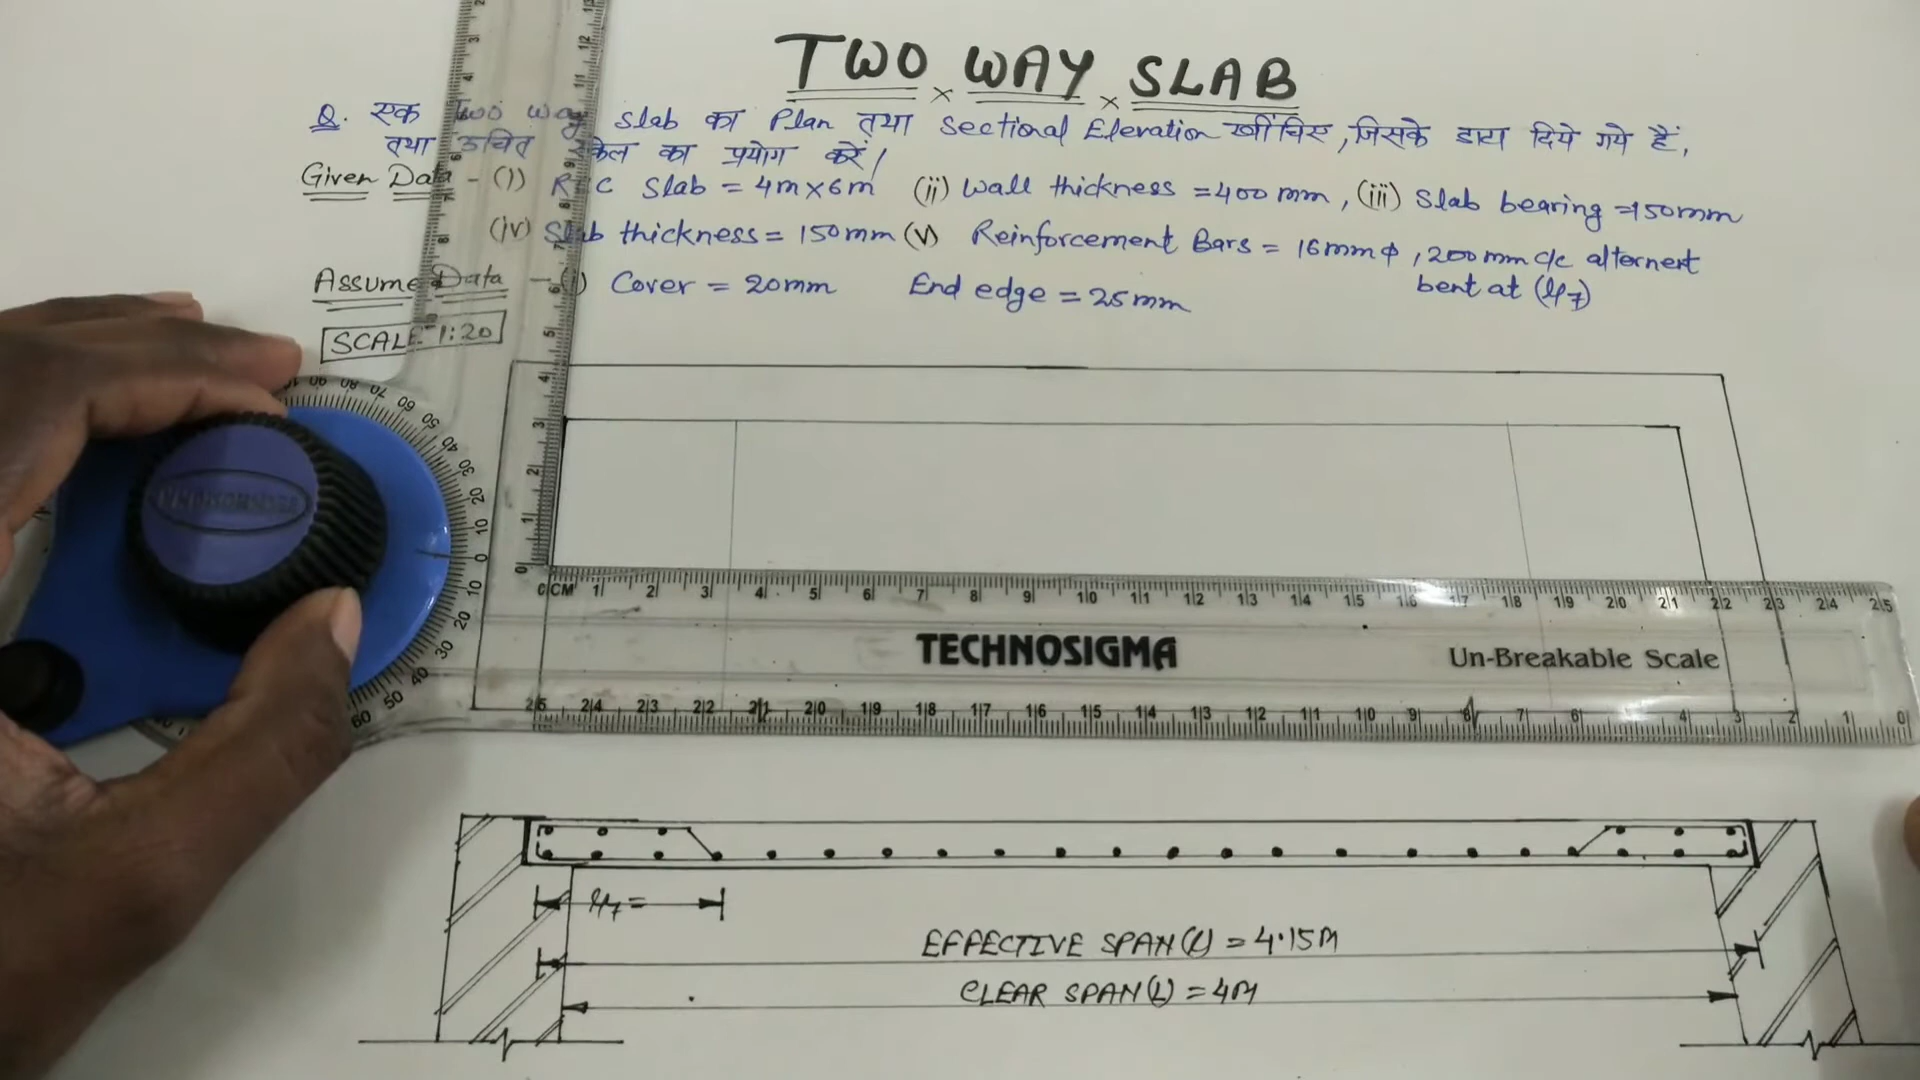 TWO WAY SLAB
Q. एक Two way slab का Plan तथा Sectional Elevation खींचिए, जिसके डाटा दिये गये हैं,
तथा उचित स्केल का प्रयोग करें।
Given Data - (i) RCC Slab = 4m x 6m (ii) Wall thickness = 400 mm, (iii) Slab bearing = 150mm
(iv) Slab thickness = 150mm (v) Reinforcement Bars = 16mm ϕ, 200mm c/c alternert
bent at (l/7)
Assume Data - (i) Cover = 20mm End edge = 25mm
SCALE 1:20
TECHNOSIGMA
Un-Breakable Scale
l/7 =
EFFECTIVE SPAN(l) = 4.15M
CLEAR SPAN(L) = 4M